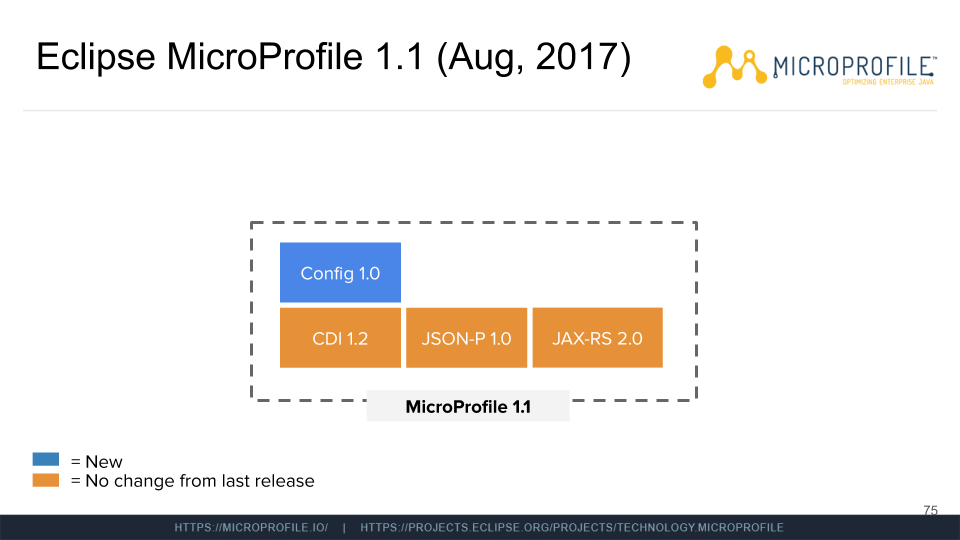 Eclipse MicroProfile 1.1 (Aug, 2017)
MICROPROFILE™
OPTIMIZING ENTERPRISE JAVA
Config 1.0
CDI 1.2
JSON-P 1.0
JAX-RS 2.0
MicroProfile 1.1
= New
= No change from last release
75
HTTPS://MICROPROFILE.IO/ | HTTPS://PROJECTS.ECLIPSE.ORG/PROJECTS/TECHNOLOGY.MICROPROFILE